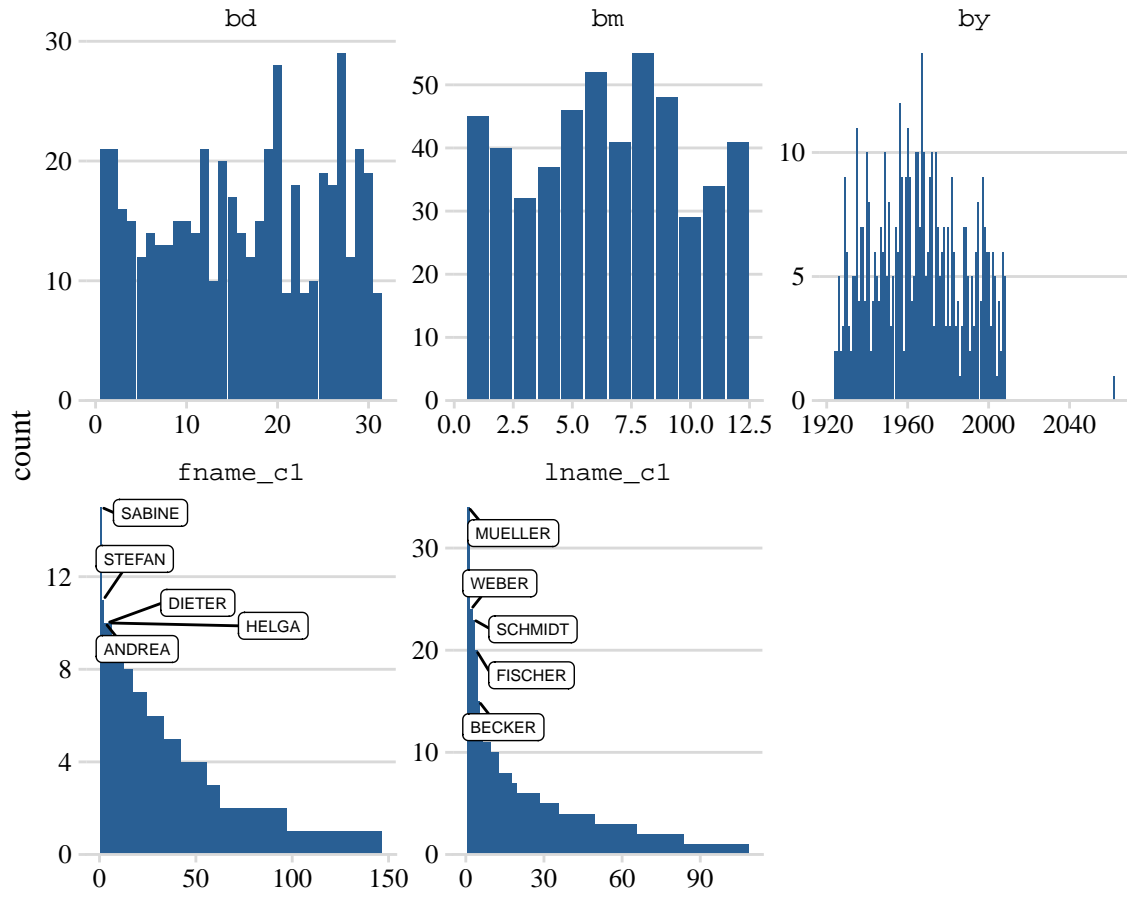 bd
bm
by
30
20
10
0
0
10
20
30
50
40
30
20
10
0
0.0
2.5
5.0
7.5
10.0
12.5
10
5
0
1920
1960
2000
2040
count
fname_c1
lname_c1
12
8
4
0
SABINE
STEFAN
DIETER
HELGA
ANDREA
0
50
100
150
30
20
10
0
MUELLER
WEBER
SCHMIDT
FISCHER
BECKER
0
30
60
90